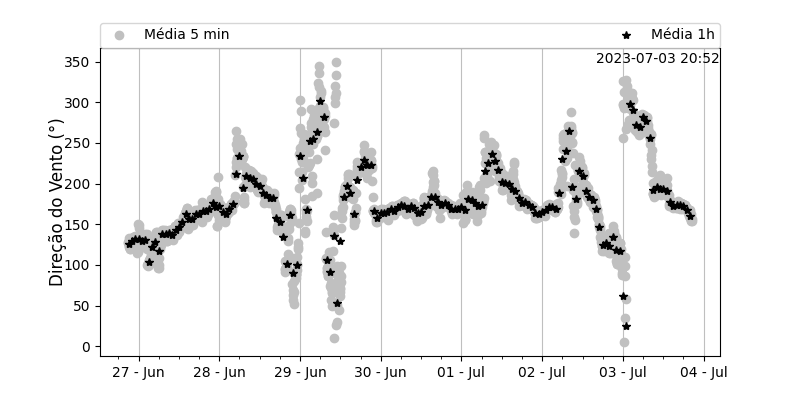 Média 5 min
Média 1h
2023-07-03 20:52
Direção do Vento (°)
350
300
250
200
150
100
50
0
27 - Jun
28 - Jun
29 - Jun
30 - Jun
01 - Jul
02 - Jul
03 - Jul
04 - Jul